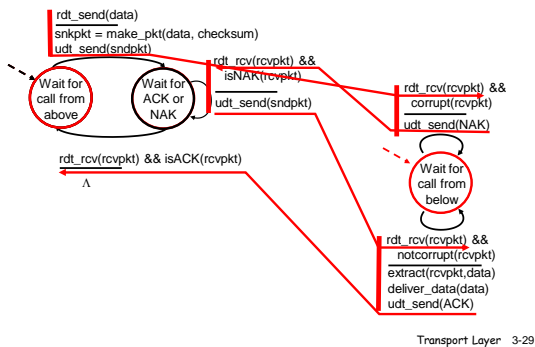 rdt_send(data)
snkpkt = make_pkt(data, checksum)
udt_send(sndpkt)
Wait for
call from
above
Wait for
ACK or
NAK
rdt_rcv(rcvpkt) &&
isNAK(rcvpkt)
udt_send(sndpkt)
rdt_rcv(rcvpkt) &&
corrupt(rcvpkt)
udt_send(NAK)
rdt_rcv(rcvpkt) && isACK(rcvpkt)
Λ
Wait for
call from
below
rdt_rcv(rcvpkt) &&
notcorrupt(rcvpkt)
extract(rcvpkt,data)
deliver_data(data)
udt_send(ACK)
Transport Layer 3-29